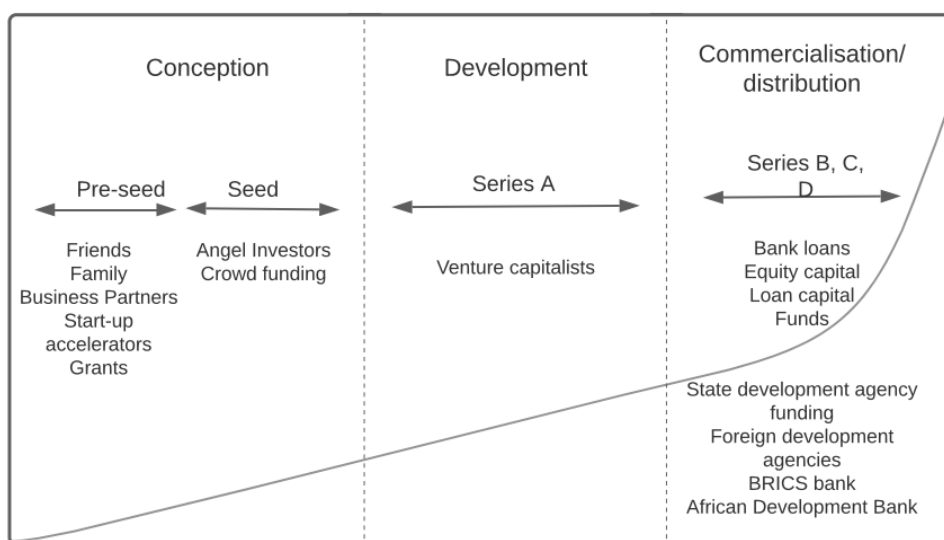 Conception
Development
Commercialisation/
distribution
Pre-seed
Seed
Series A
Series B, C,
D
Friends
Family
Business Partners
Start-up
accelerators
Grants
Angel Investors
Crowd funding
Venture capitalists
Bank loans
Equity capital
Loan capital
Funds
State development agency
funding
Foreign development
agencies
BRICS bank
African Development Bank